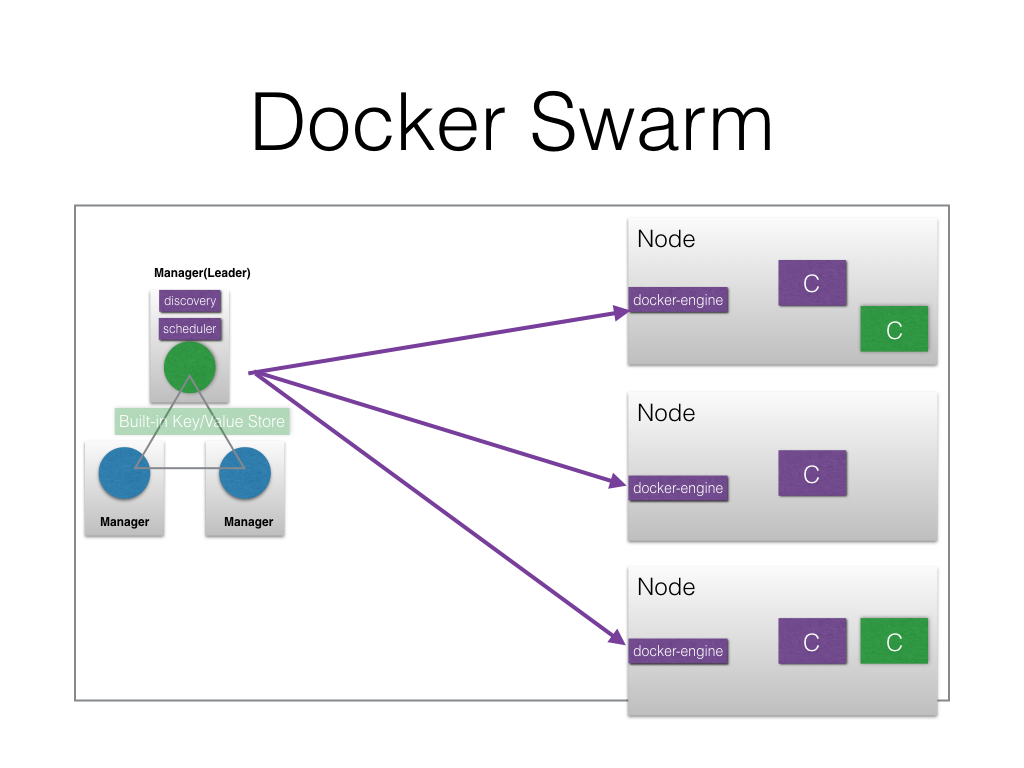 Docker Swarm
Manager(Leader)
discovery
scheduler
Built-in Key/Value Store
Manager
Manager
Node
docker-engine
C
C
Node
docker-engine
C
Node
docker-engine
C
C